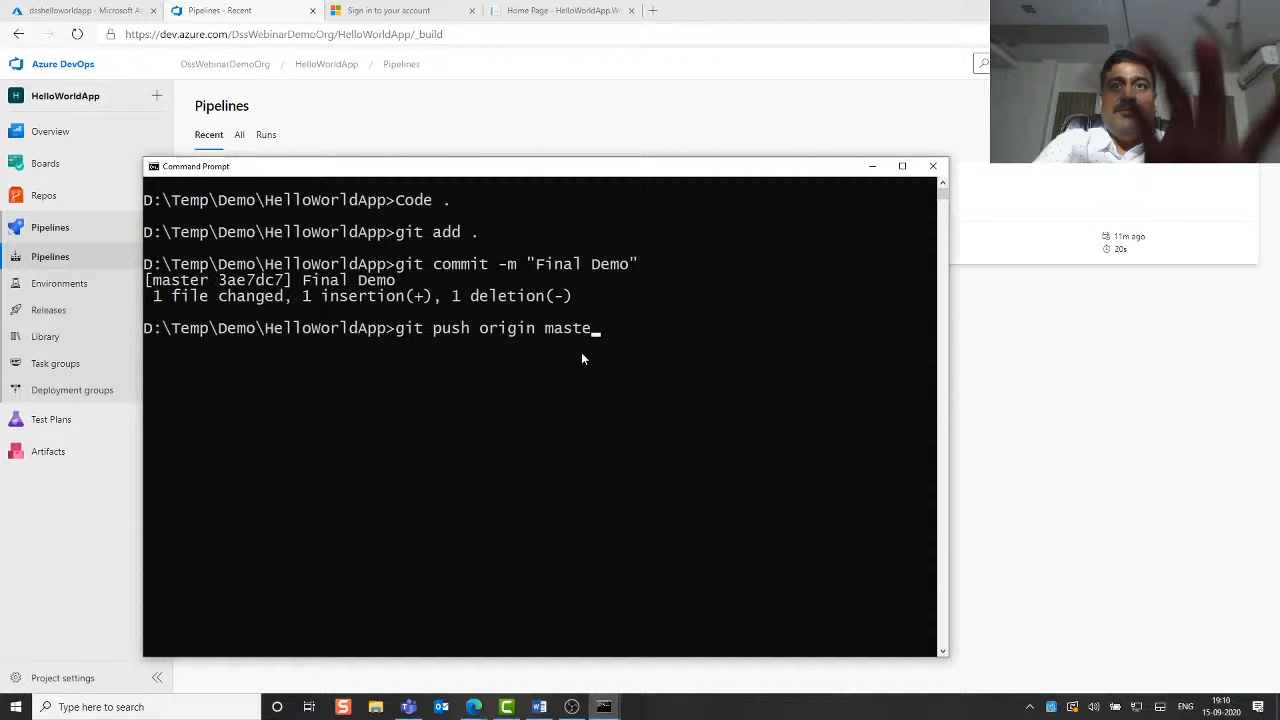 dsshelloworldapp - Microsoft A
Pipelines - Recent
Sign in to your account
Home Page - HelloWorldApp.We
https://dev.azure.com/DssWebinarDemoOrg/HelloWorldApp/_build
Azure DevOps
DssWebinarDemoOrg / HelloWorldApp / Pipelines
HelloWorldApp
Overview
Boards
Repos
Pipelines
Pipelines
Environments
Releases
Library
Task groups
Deployment groups
Test Plans
Artifacts
Project settings
Pipelines
Recent All Runs
11m ago
20s
Command Prompt
D:\Temp\Demo\HelloWorldApp>Code .
D:\Temp\Demo\HelloWorldApp>git add .
D:\Temp\Demo\HelloWorldApp>git commit -m "Final Demo"
[master 3ae7dc7] Final Demo
1 file changed, 1 insertion(+), 1 deletion(-)
D:\Temp\Demo\HelloWorldApp>git push origin maste_
Type here to search
ENG
19:10
15-09-2020